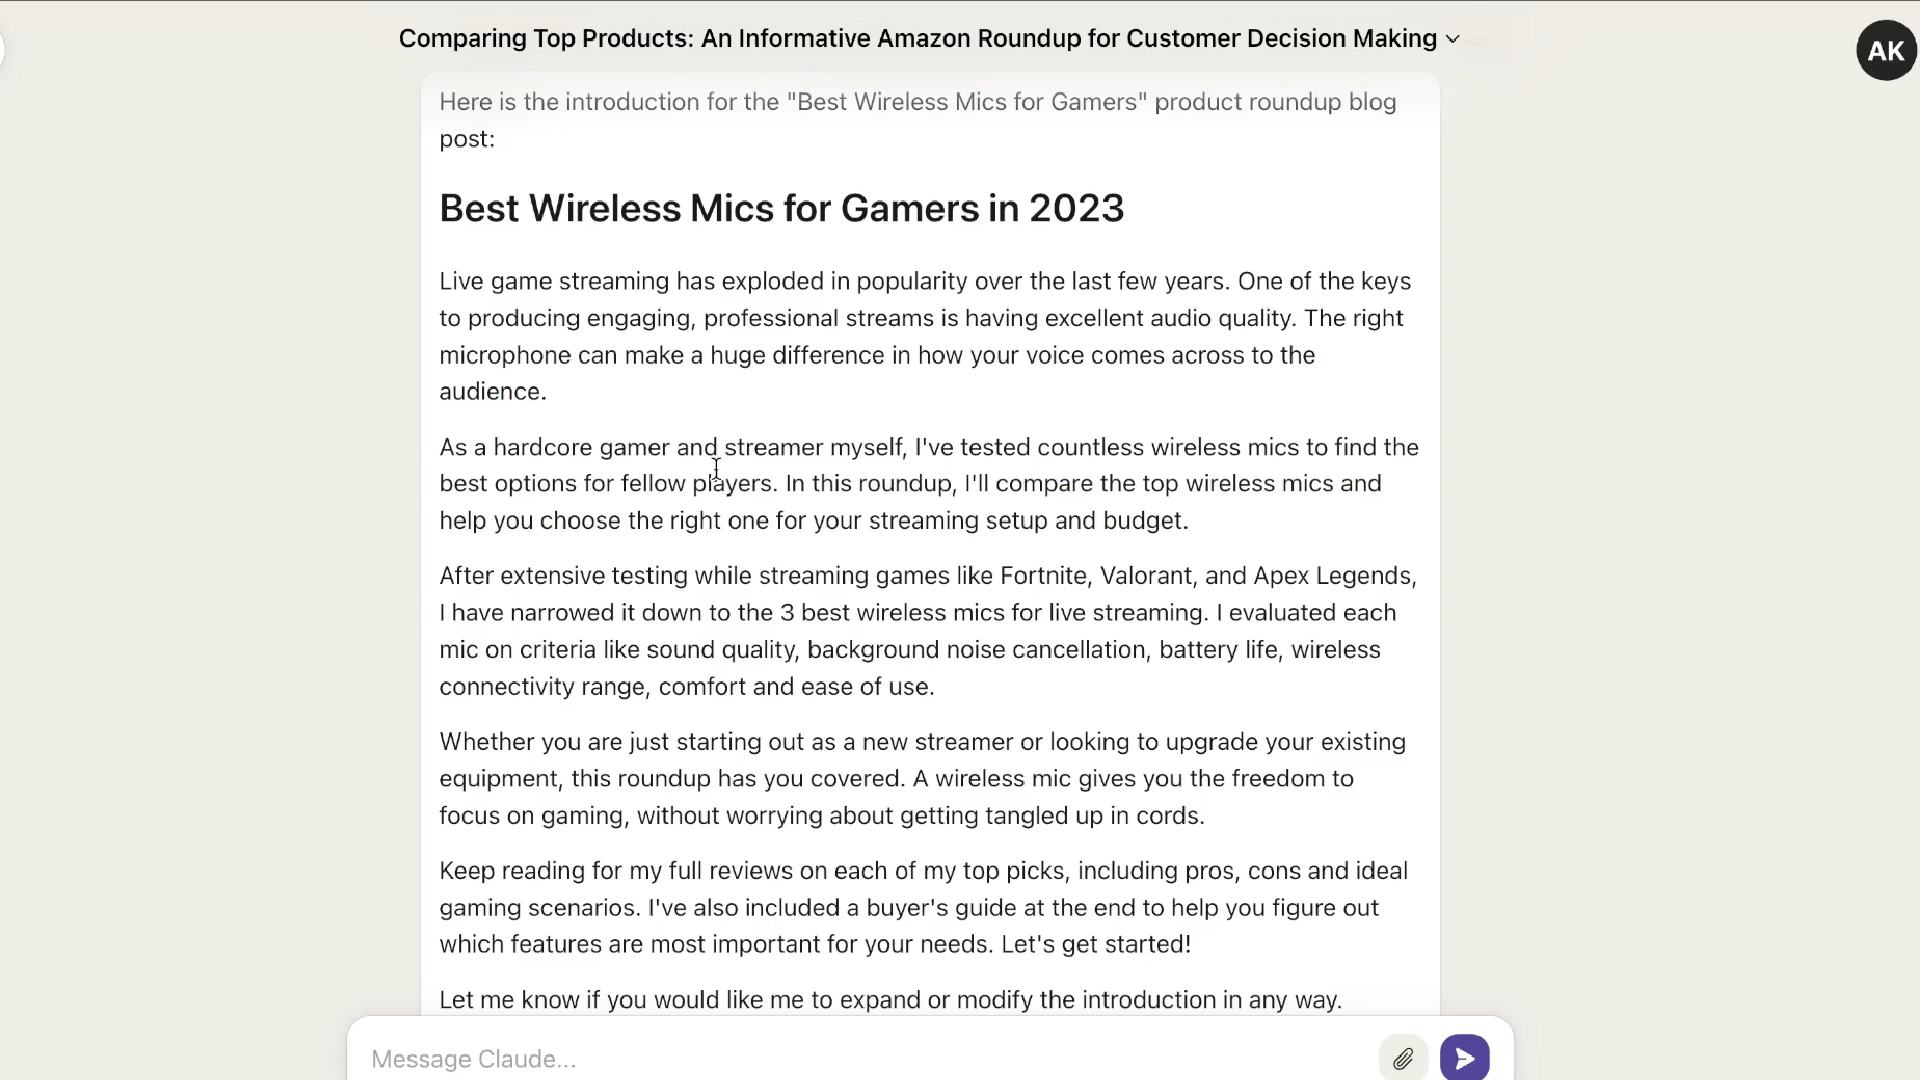 Comparing Top Products: An Informative Amazon Roundup for Customer Decision Making
AK
Here is the introduction for the "Best Wireless Mics for Gamers" product roundup blog
post:
Best Wireless Mics for Gamers in 2023
Live game streaming has exploded in popularity over the last few years. One of the keys
to producing engaging, professional streams is having excellent audio quality. The right
microphone can make a huge difference in how your voice comes across to the
audience.
As a hardcore gamer and streamer myself, I've tested countless wireless mics to find the
best options for fellow players. In this roundup, I'll compare the top wireless mics and
help you choose the right one for your streaming setup and budget.
After extensive testing while streaming games like Fortnite, Valorant, and Apex Legends,
I have narrowed it down to the 3 best wireless mics for live streaming. I evaluated each
mic on criteria like sound quality, background noise cancellation, battery life, wireless
connectivity range, comfort and ease of use.
Whether you are just starting out as a new streamer or looking to upgrade your existing
equipment, this roundup has you covered. A wireless mic gives you the freedom to
focus on gaming, without worrying about getting tangled up in cords.
Keep reading for my full reviews on each of my top picks, including pros, cons and ideal
gaming scenarios. I've also included a buyer's guide at the end to help you figure out
which features are most important for your needs. Let's get started!
Let me know if you would like me to expand or modify the introduction in any way.
Message Claude...